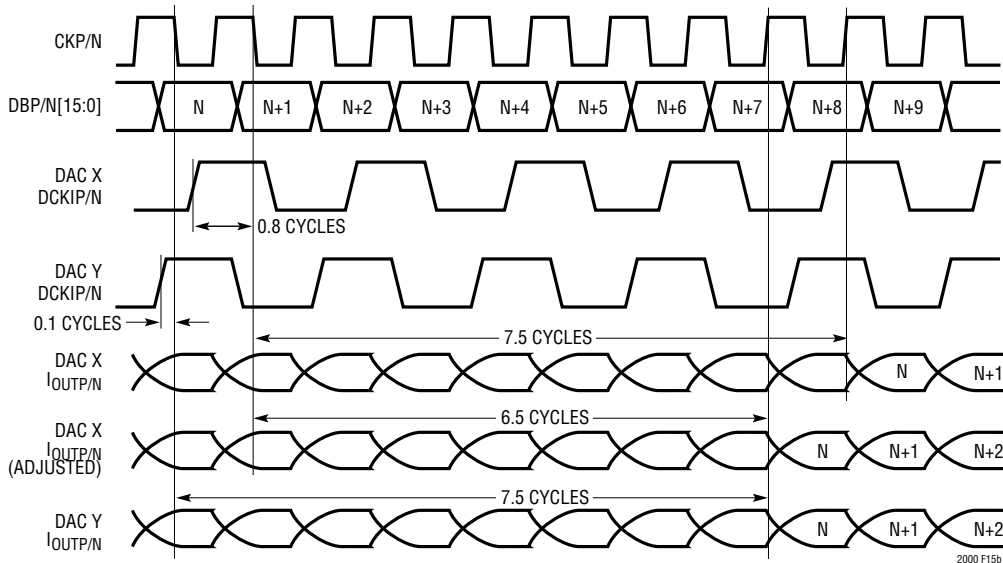 CKP/N
DBP/N[15:0]
N N+1 N+2 N+3 N+4 N+5 N+6 N+7 N+8 N+9
DAC X
DCKIP/N
0.8 CYCLES
DAC Y
DCKIP/N
0.1 CYCLES
7.5 CYCLES
DAC X
IOUTP/N
N N+1
6.5 CYCLES
DAC X
IOUTP/N
(ADJUSTED)
N N+1 N+2
7.5 CYCLES
DAC Y
IOUTP/N
N N+1 N+2
2000 F15b